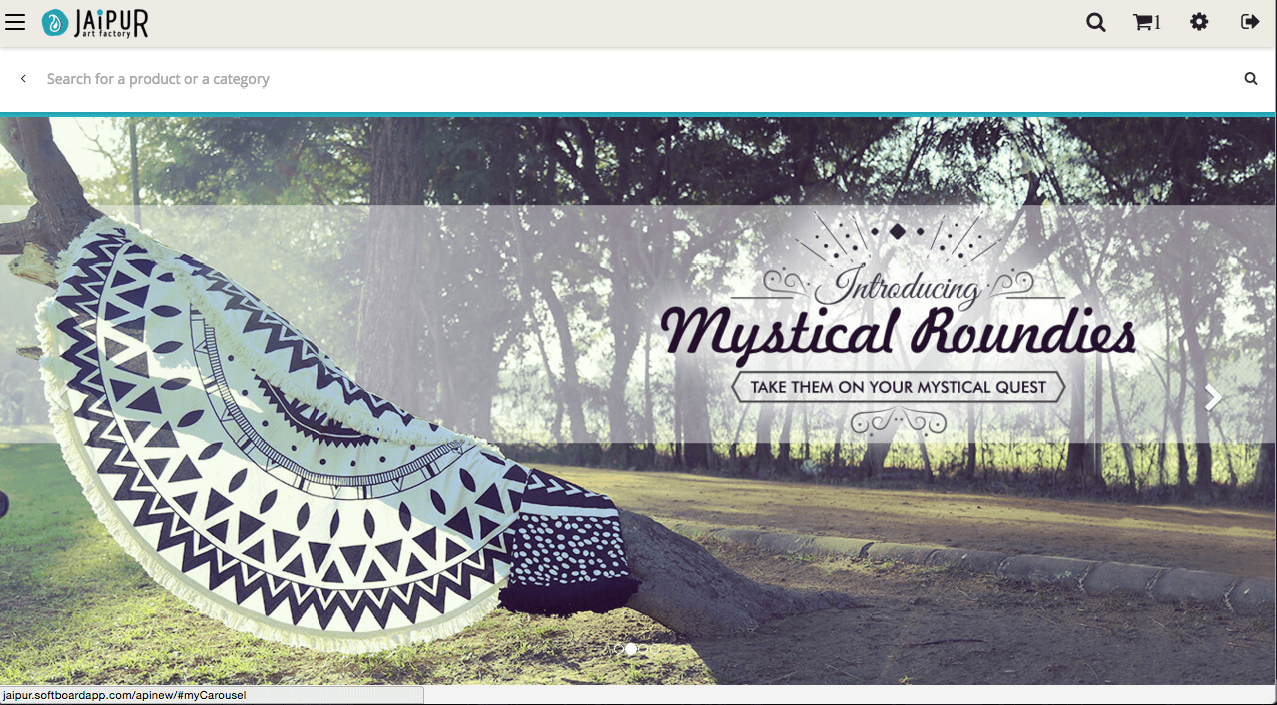 JAiPUR
art factory
1
Search for a product or a category
Introducing
Mystical Roundies
TAKE THEM ON YOUR MYSTICAL QUEST
jaipur.softboardapp.com/apinew/#myCarousel